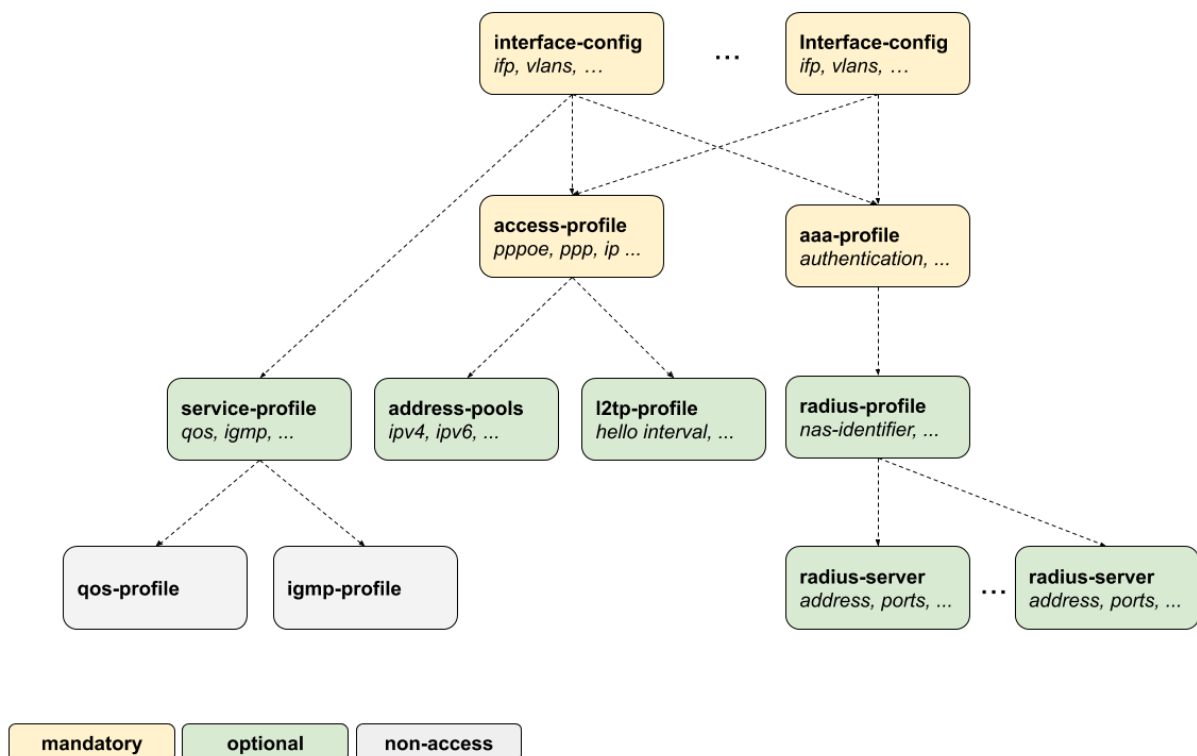 interface-config
ifp, vlans, …
...
Interface-config
ifp, vlans, …
access-profile
pppoe, ppp, ip ...
aaa-profile
authentication, ...
service-profile
qos, igmp, ...
address-pools
ipv4, ipv6, ...
l2tp-profile
hello interval, ...
radius-profile
nas-identifier, ...
qos-profile
igmp-profile
radius-server
address, ports, ...
...
radius-server
address, ports, ...
mandatory
optional
non-access